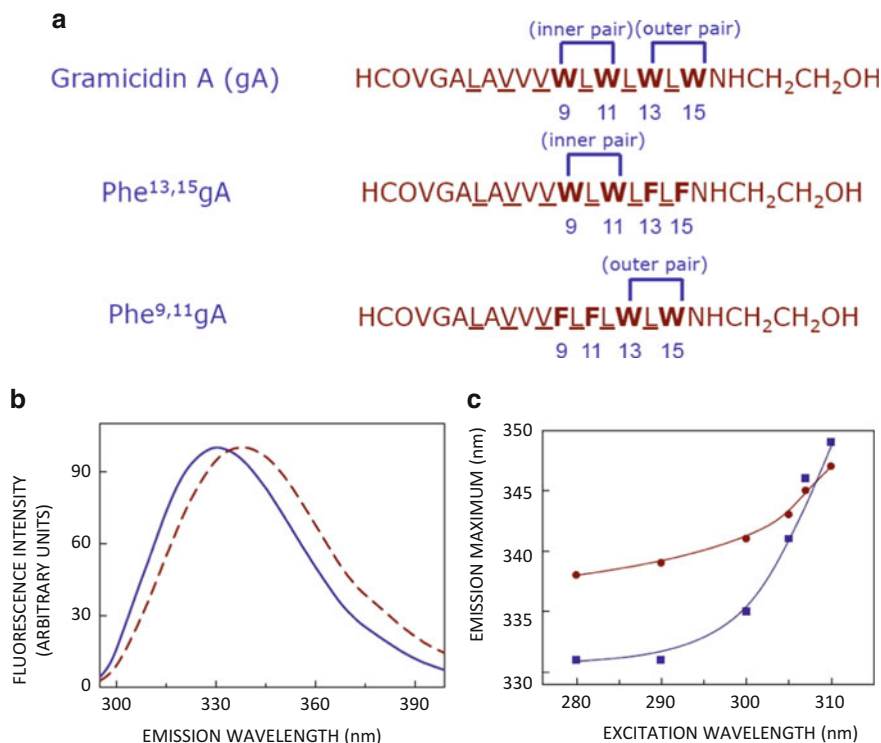 a
(inner pair) (outer pair)
Gramicidin A (gA) HCOVGALAVVVWLWLWLWNHCH₂CH₂OH
9 11 13 15
(inner pair)
Phe¹³,¹⁵gA HCOVGALAVVVWLWLFLFNHCH₂CH₂OH
9 11 13 15
(outer pair)
Phe⁹,¹¹gA HCOVGALAVVVFLFLWLWNHCH₂CH₂OH
9 11 13 15
b
FLUORESCENCE INTENSITY
(ARBITRARY UNITS)
90
60
30
0
300 330 360 390
EMISSION WAVELENGTH (nm)
c
EMISSION MAXIMUM (nm)
350
345
340
335
330
280 290 300 310
EXCITATION WAVELENGTH (nm)